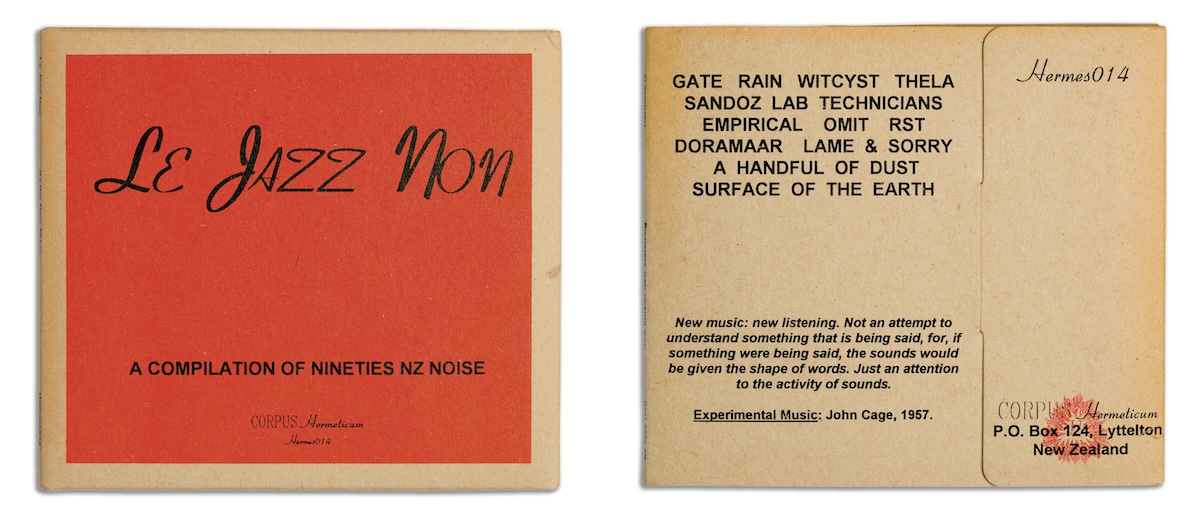 LE JAZZ NON
A COMPILATION OF NINETIES NZ NOISE
CORPUS Hermeticum
Hermes014
GATE RAIN WITCYST THELA
SANDOZ LAB TECHNICIANS
EMPIRICAL OMIT RST
DORAMAAR LAME & SORRY
A HANDFUL OF DUST
SURFACE OF THE EARTH
New music: new listening. Not an attempt to
understand something that is being said, for, if
something were being said, the sounds would
be given the shape of words. Just an attention
to the activity of sounds.
Experimental Music: John Cage, 1957.
Hermes014
CORPUS Hermeticum
P.O. Box 124, Lyttelton
New Zealand